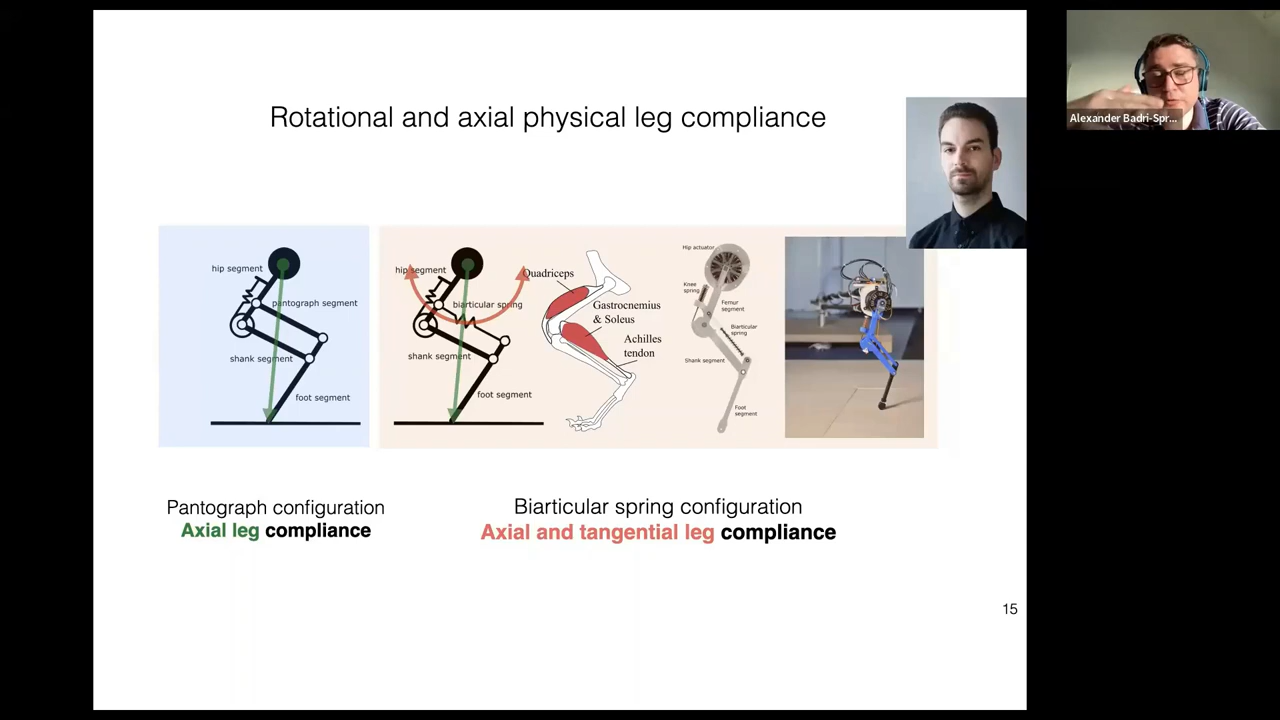 Rotational and axial physical leg compliance
Alexander Badri-Spr...
hip segment
pantograph segment
shank segment
foot segment
hip segment
biarticular spring
shank segment
foot segment
Quadriceps
Gastrocnemius
& Soleus
Achilles
tendon
Hip actuator
Knee
spring
Femur
segment
Biarticular
spring
Shank segment
Foot
segment
Pantograph configuration
Axial leg compliance
Biarticular spring configuration
Axial and tangential leg compliance
15